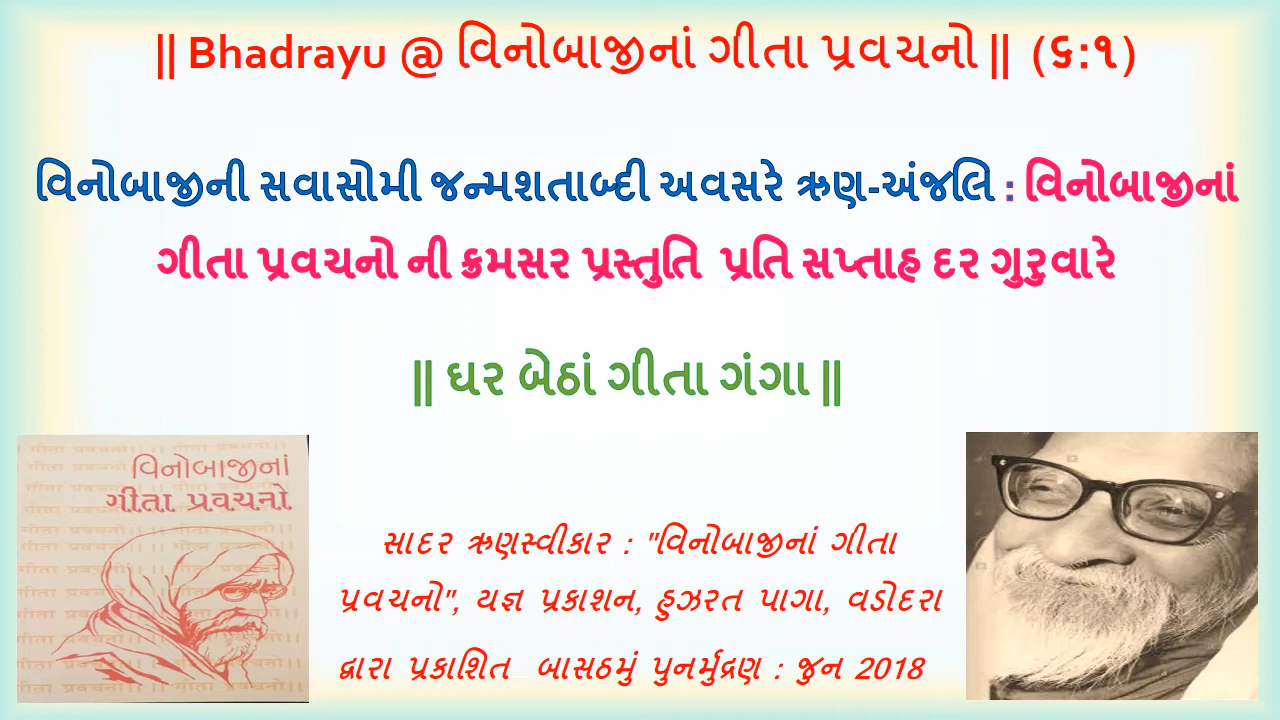 || Bhadrayu @ વિનોબાજીનાં ગીતા પ્રવચનો || (૬:૧)
વિનોબાજીની સવાસોમી જન્મશતાબ્દી અવસરે ઋણ-અંજલિ : વિનોબાજીનાં
ગીતા પ્રવચનો ની ક્રમસર પ્રસ્તુતિ પ્રતિ સપ્તાહ દર ગુરુવારે
|| ઘર બેઠાં ગીતા ગંગા ||
વિનોબાજીનાં
ગીતા પ્રવચનો
સાદર ઋણસ્વીકાર : "વિનોબાજીનાં ગીતા
પ્રવચનો", યજ્ઞ પ્રકાશન, હુઝરત પાગા, વડોદરા
દ્વારા પ્રકાશિત બાસઠમું પુનર્મુદ્રણ : જુન 2018